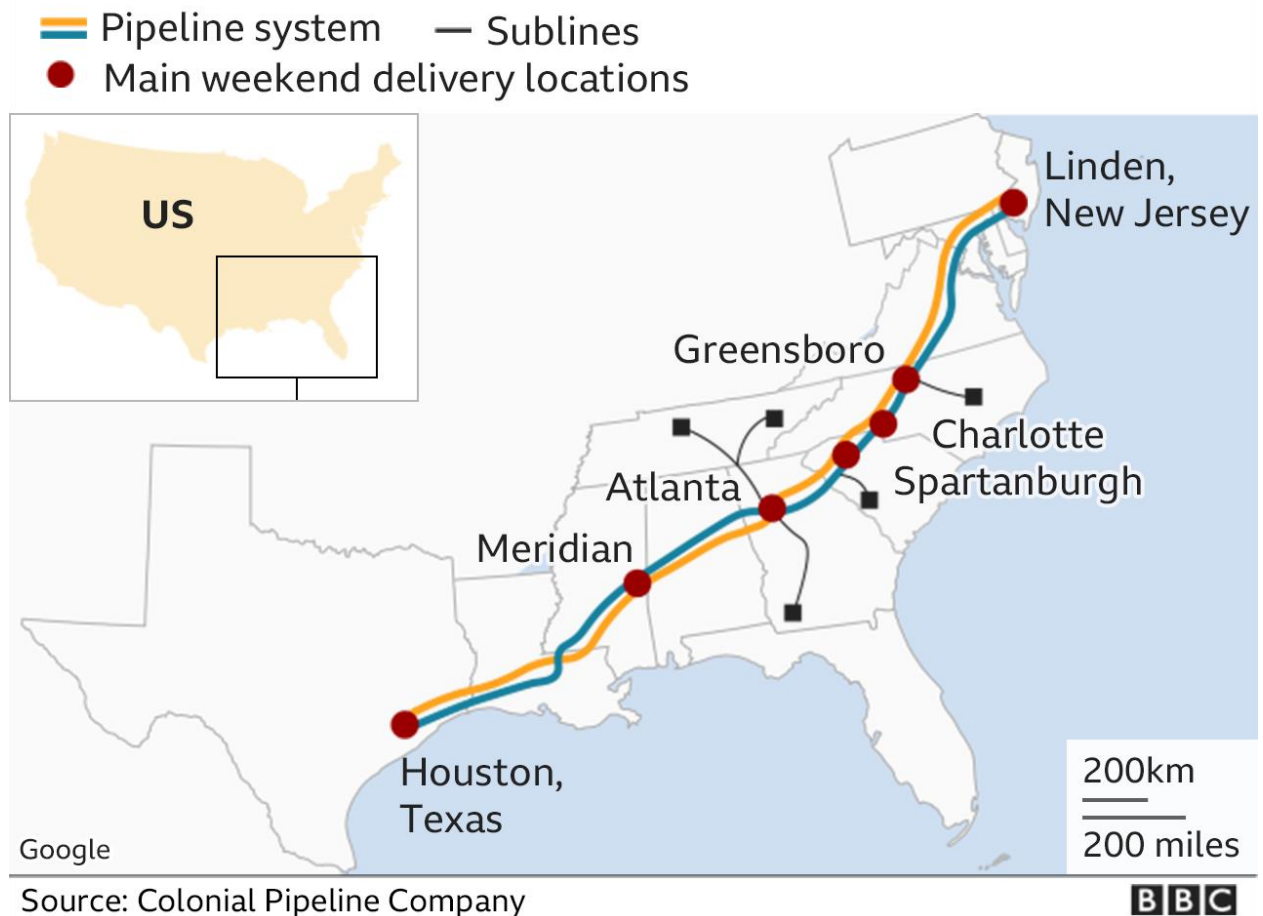 Pipeline system
Sublines
Main weekend delivery locations
US
Linden,
New Jersey
Greensboro
Charlotte
Spartanburgh
Atlanta
Meridian
Houston,
Texas
200km
200 miles
Google
Source: Colonial Pipeline Company
BBC